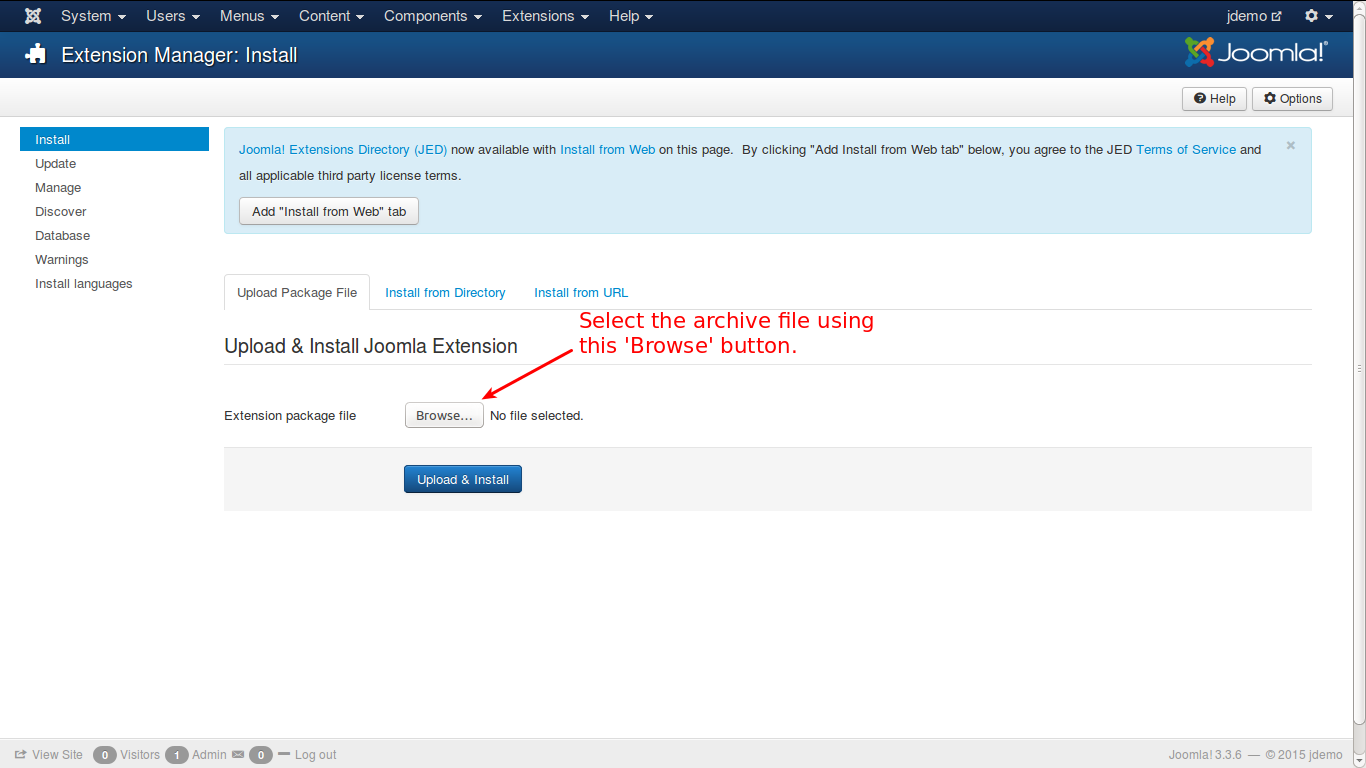 System Users Menus Content Components Extensions Help jdemo
Extension Manager: Install
Joomla!®
Help Options
Install
Update
Manage
Discover
Database
Warnings
Install languages
Joomla! Extensions Directory (JED) now available with Install from Web on this page. By clicking "Add Install from Web tab" below, you agree to the JED Terms of Service and
all applicable third party license terms.
×
Add "Install from Web" tab
Upload Package File Install from Directory Install from URL
Select the archive file using
this 'Browse' button.
Upload & Install Joomla Extension
Extension package file Browse... No file selected.
Upload & Install
View Site 0 Visitors 1 Admin 0 Log out Joomla! 3.3.6 — © 2015 jdemo